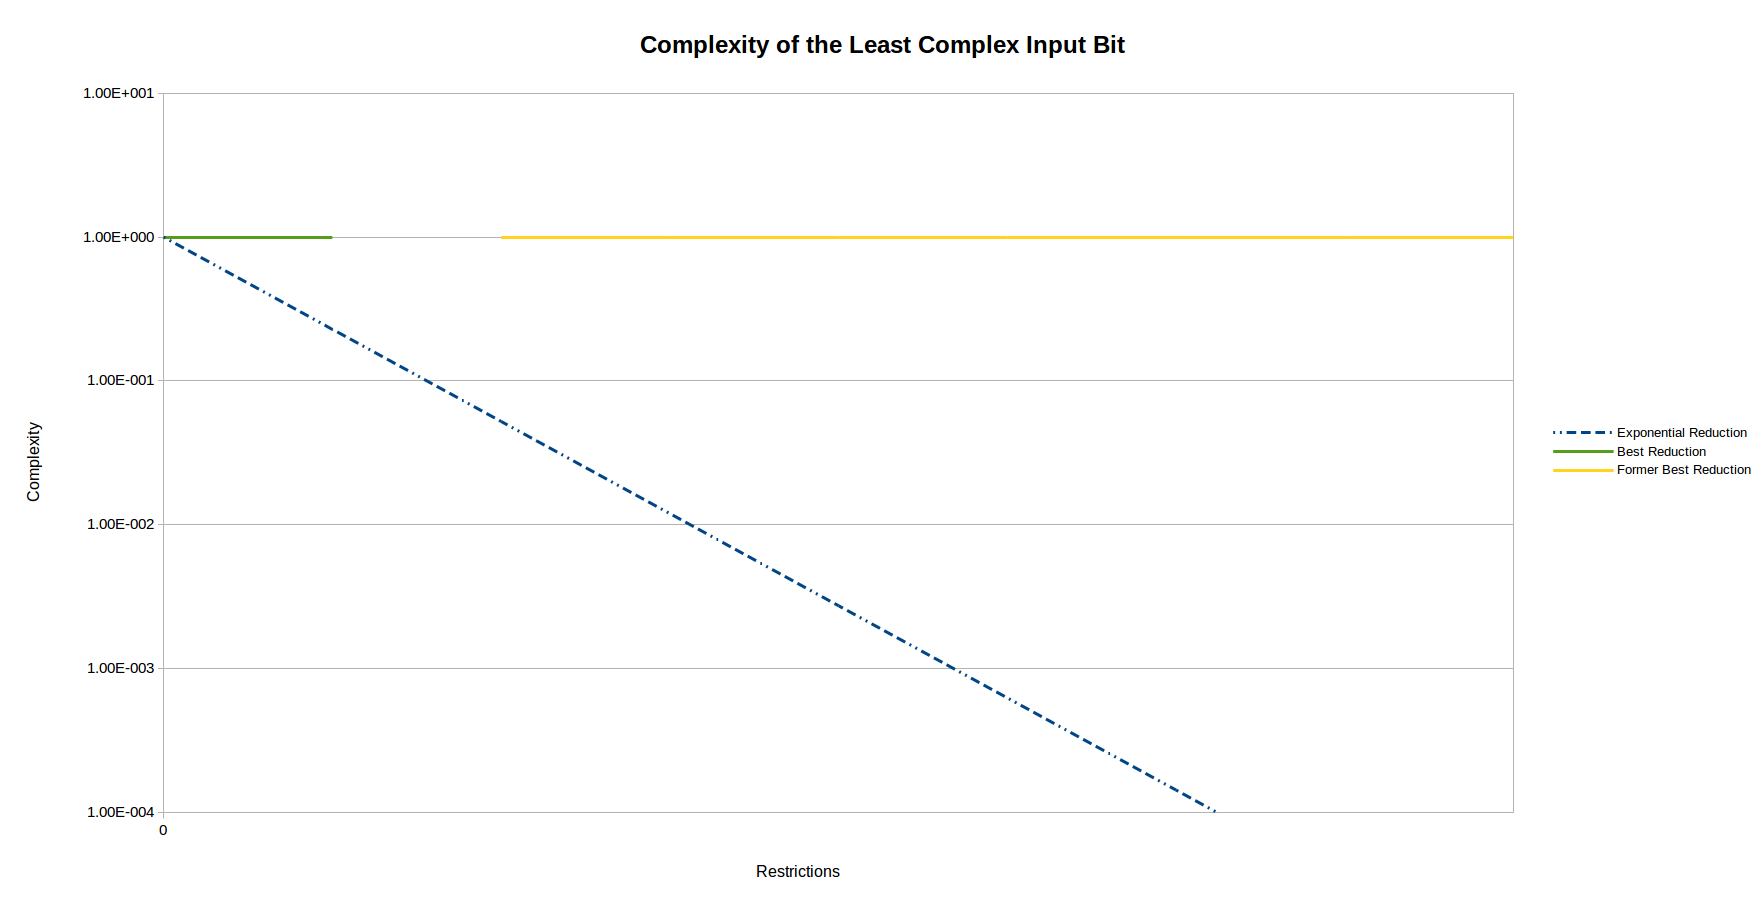 Complexity of the Least Complex Input Bit
1.00E+001
1.00E+000
1.00E-001
1.00E-002
1.00E-003
1.00E-004
0
Complexity
Restrictions
Exponential Reduction
Best Reduction
Former Best Reduction